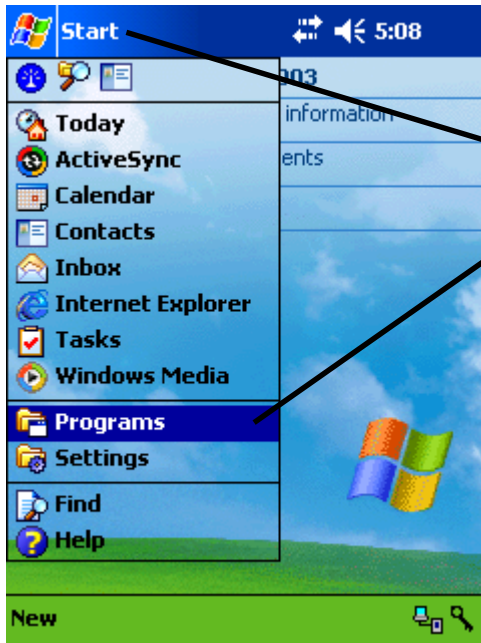 Start 5:08
003
Today
information
ActiveSync
ents
Calendar
Contacts
Inbox
Internet Explorer
Tasks
Windows Media
Programs
Settings
Find
Help
New